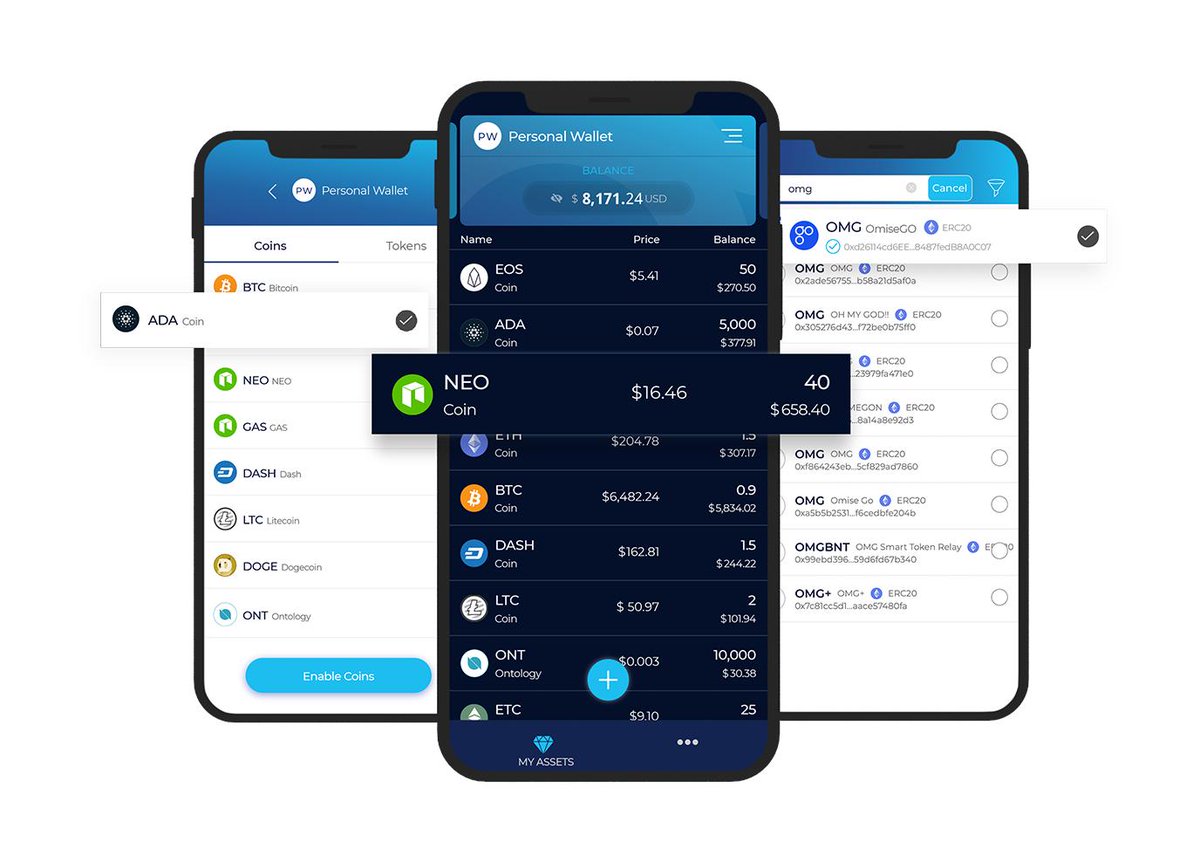 PW Personal Wallet
Coins Tokens
BTC Bitcoin
ADA Coin
NEO NEO
GAS GAS
DASH Dash
LTC Litecoin
DOGE Dogecoin
ONT Ontology
Enable Coins
PW Personal Wallet
BALANCE
$ 8,171.24 USD
Name Price Balance
EOS $5.41 50
Coin $270.50
ADA $0.07 5,000
Coin $377.91
NEO $16.46 40
Coin $658.40
ETH $204.78 1.5
Coin $307.17
BTC $6,482.24 0.9
Coin $5,834.02
DASH $162.81 1.5
Coin $244.22
LTC $50.97 2
Coin $101.94
ONT $0.003 10,000
Ontology $30.38
ETC $9.10 25
MY ASSETS
omg Cancel
OMG OmiseGO ERC20
0xd26114cd6EE...8487fedB8A0C07
OMG OMG ERC20
0x2ade56755...b58a21d5af0a
OMG OH MY GOD!! ERC20
0x305276d43...f72be0b75ff0
ERC20
..23979fa471e0
MEGON ERC20
..8a14a8e92d3
OMG OMG ERC20
0xf864243eb...5cf829ad7860
OMG Omise Go ERC20
0xa5b5b2531...f6cedbfe204b
OMGBNT OMG Smart Token Relay ERC20
0x99ebd396...59d6fd67b340
OMG+ OMG+ ERC20
0x7c81cc5d1...aace57480fa